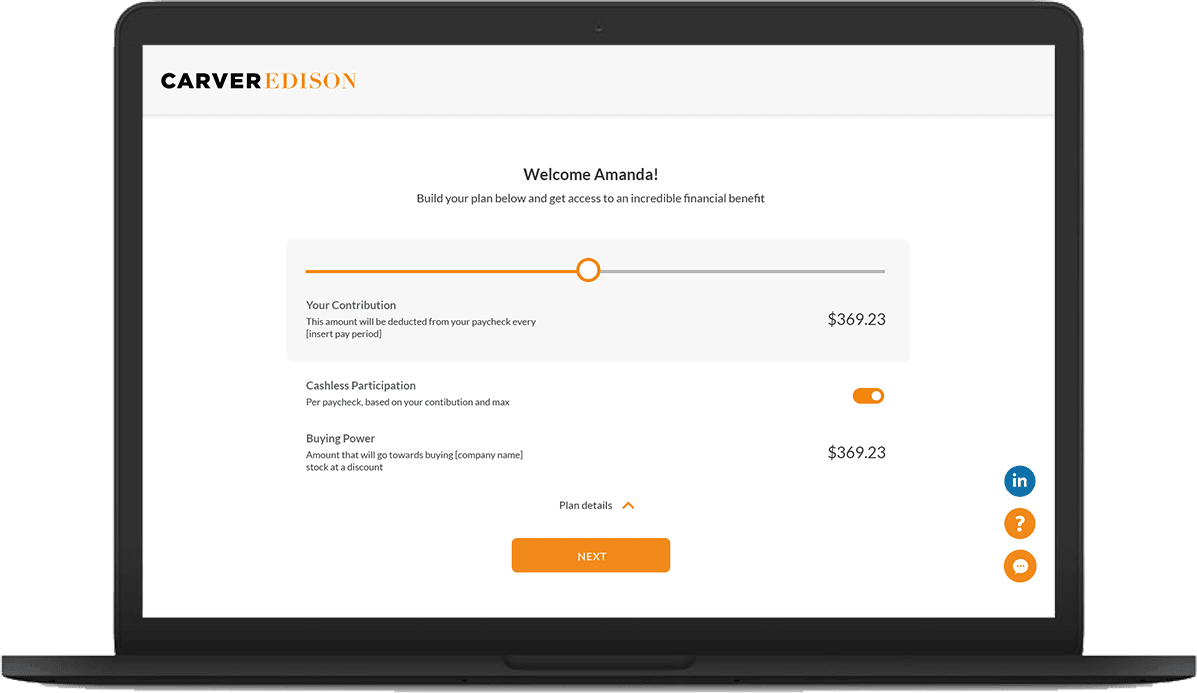 CARVER EDISON
Welcome Amanda!
Build your plan below and get access to an incredible financial benefit
Your Contribution
This amount will be deducted from your paycheck every
[insert pay period]
$369.23
Cashless Participation
Per paycheck, based on your contibution and max
Buying Power
Amount that will go towards buying [company name]
stock at a discount
$369.23
in
Plan details
?
NEXT